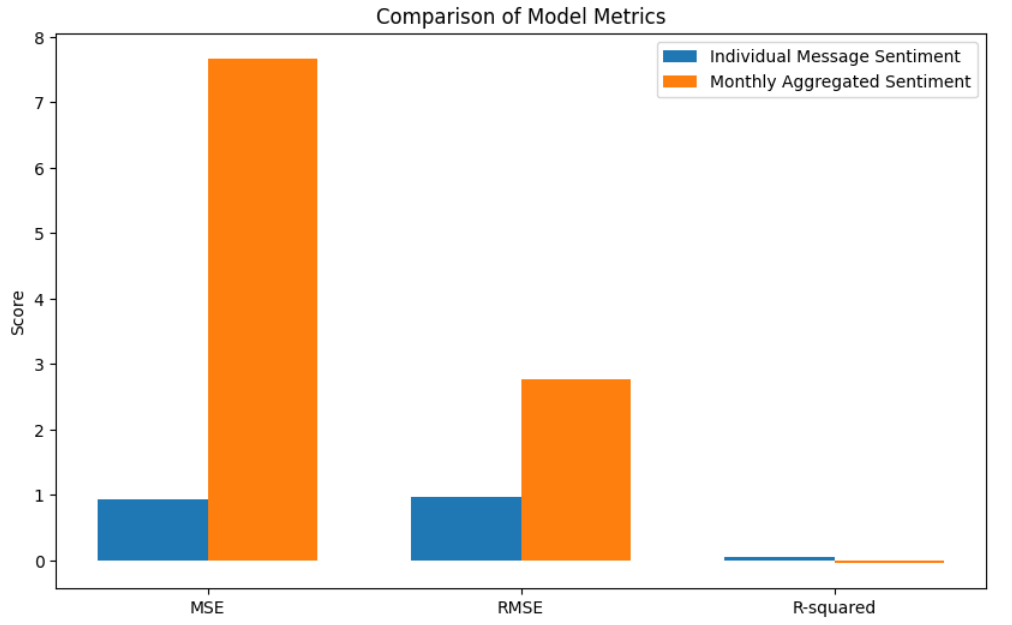 Comparison of Model Metrics
Individual Message Sentiment
Monthly Aggregated Sentiment
8
7
6
5
4
3
2
1
0
Score
MSE
RMSE
R-squared